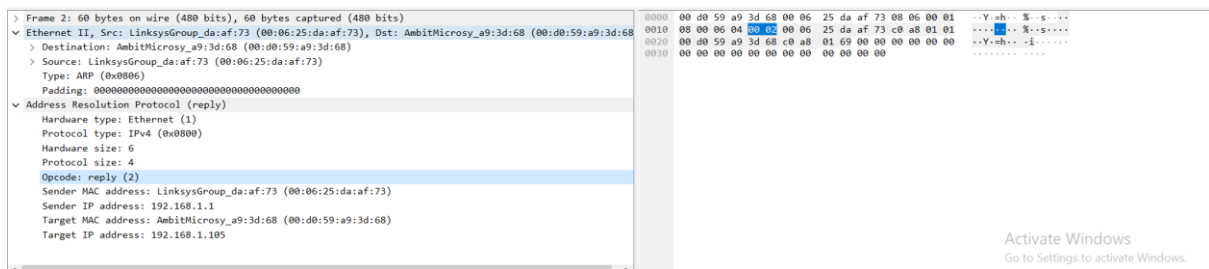 Frame 2: 60 bytes on wire (480 bits), 60 bytes captured (480 bits)
Ethernet II, Src: LinksysGroup_da:af:73 (00:06:25:da:af:73), Dst: AmbitMicrosy_a9:3d:68 (00:d0:59:a9:3d:68
Destination: AmbitMicrosy_a9:3d:68 (00:d0:59:a9:3d:68)
Source: LinksysGroup_da:af:73 (00:06:25:da:af:73)
Type: ARP (0x0806)
Padding: 000000000000000000000000000000000000
Address Resolution Protocol (reply)
Hardware type: Ethernet (1)
Protocol type: IPv4 (0x0800)
Hardware size: 6
Protocol size: 4
Opcode: reply (2)
Sender MAC address: LinksysGroup_da:af:73 (00:06:25:da:af:73)
Sender IP address: 192.168.1.1
Target MAC address: AmbitMicrosy_a9:3d:68 (00:d0:59:a9:3d:68)
Target IP address: 192.168.1.105
0000 00 d0 59 a9 3d 68 00 06 25 da af 73 08 06 00 01 ··Y·=h·· %··s····
0010 08 00 06 04 00 02 00 06 25 da af 73 c0 a8 01 01 ········ %··s····
0020 00 d0 59 a9 3d 68 c0 a8 01 69 00 00 00 00 00 00 ··Y·=h·· ·i······
0030 00 00 00 00 00 00 00 00 00 00 00 00 ········ ····
Activate Windows
Go to Settings to activate Windows.